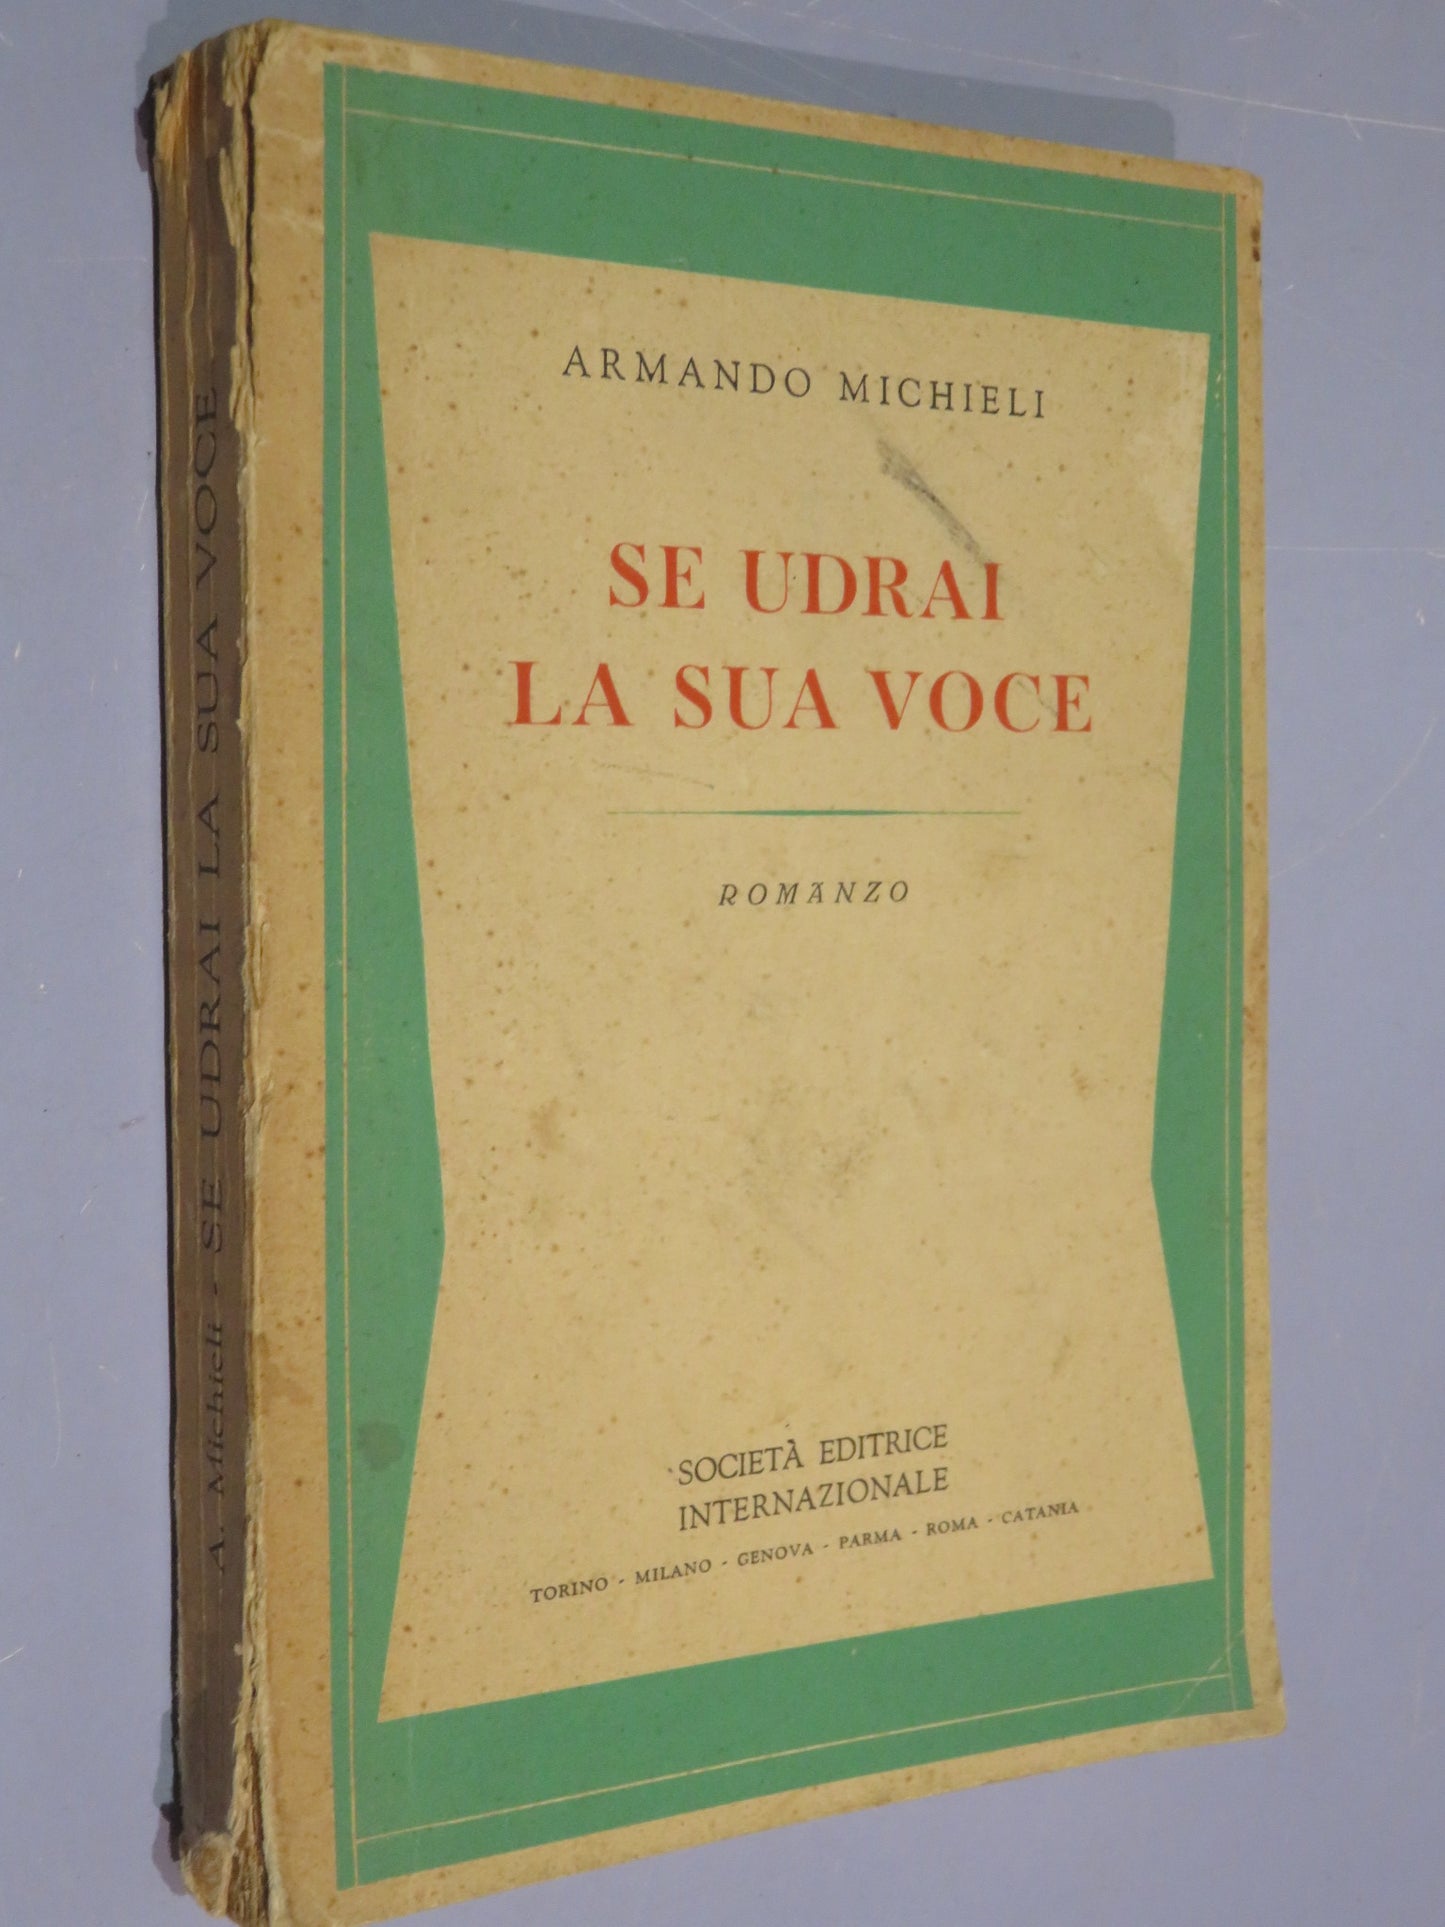 ARMANDO MICHIELI
SE UDRAI
LA SUA VOCE
ROMANZO
SOCIETÀ EDITRICE
INTERNAZIONALE
TORINO - MILANO - GENOVA - PARMA - ROMA - CATANIA
A. Michieli - SE UDRAI LA SUA VOCE